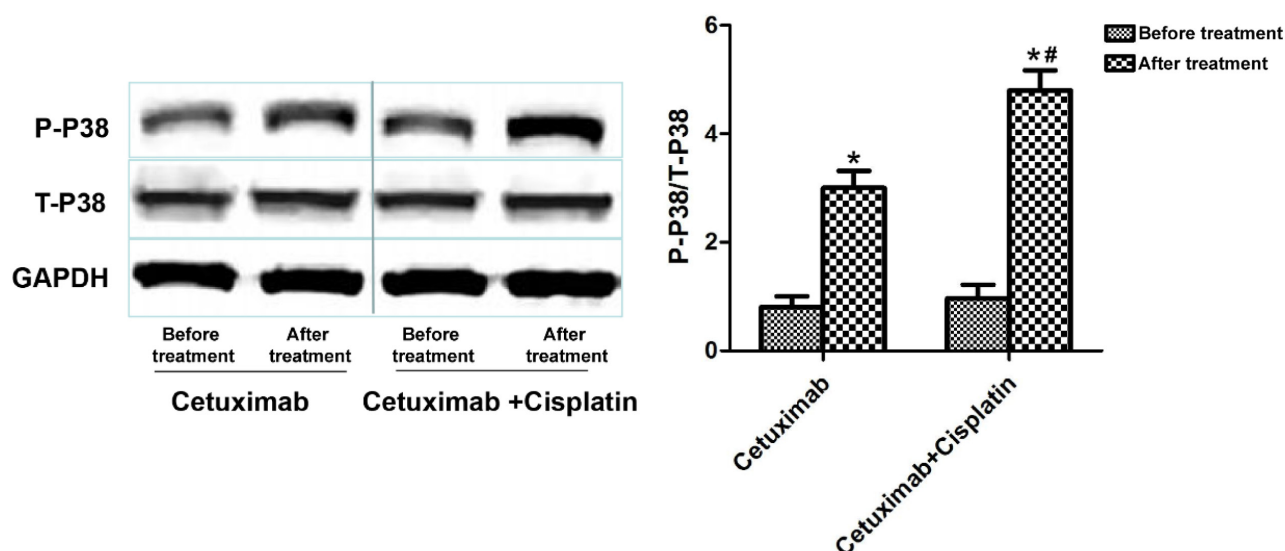 P-P38
T-P38
GAPDH
Before treatment
After treatment
Before treatment
After treatment
Cetuximab
Cetuximab +Cisplatin
P-P38/T-P38
6
4
2
0
*
*#
Before treatment
After treatment
Cetuximab
Cetuximab+Cisplatin